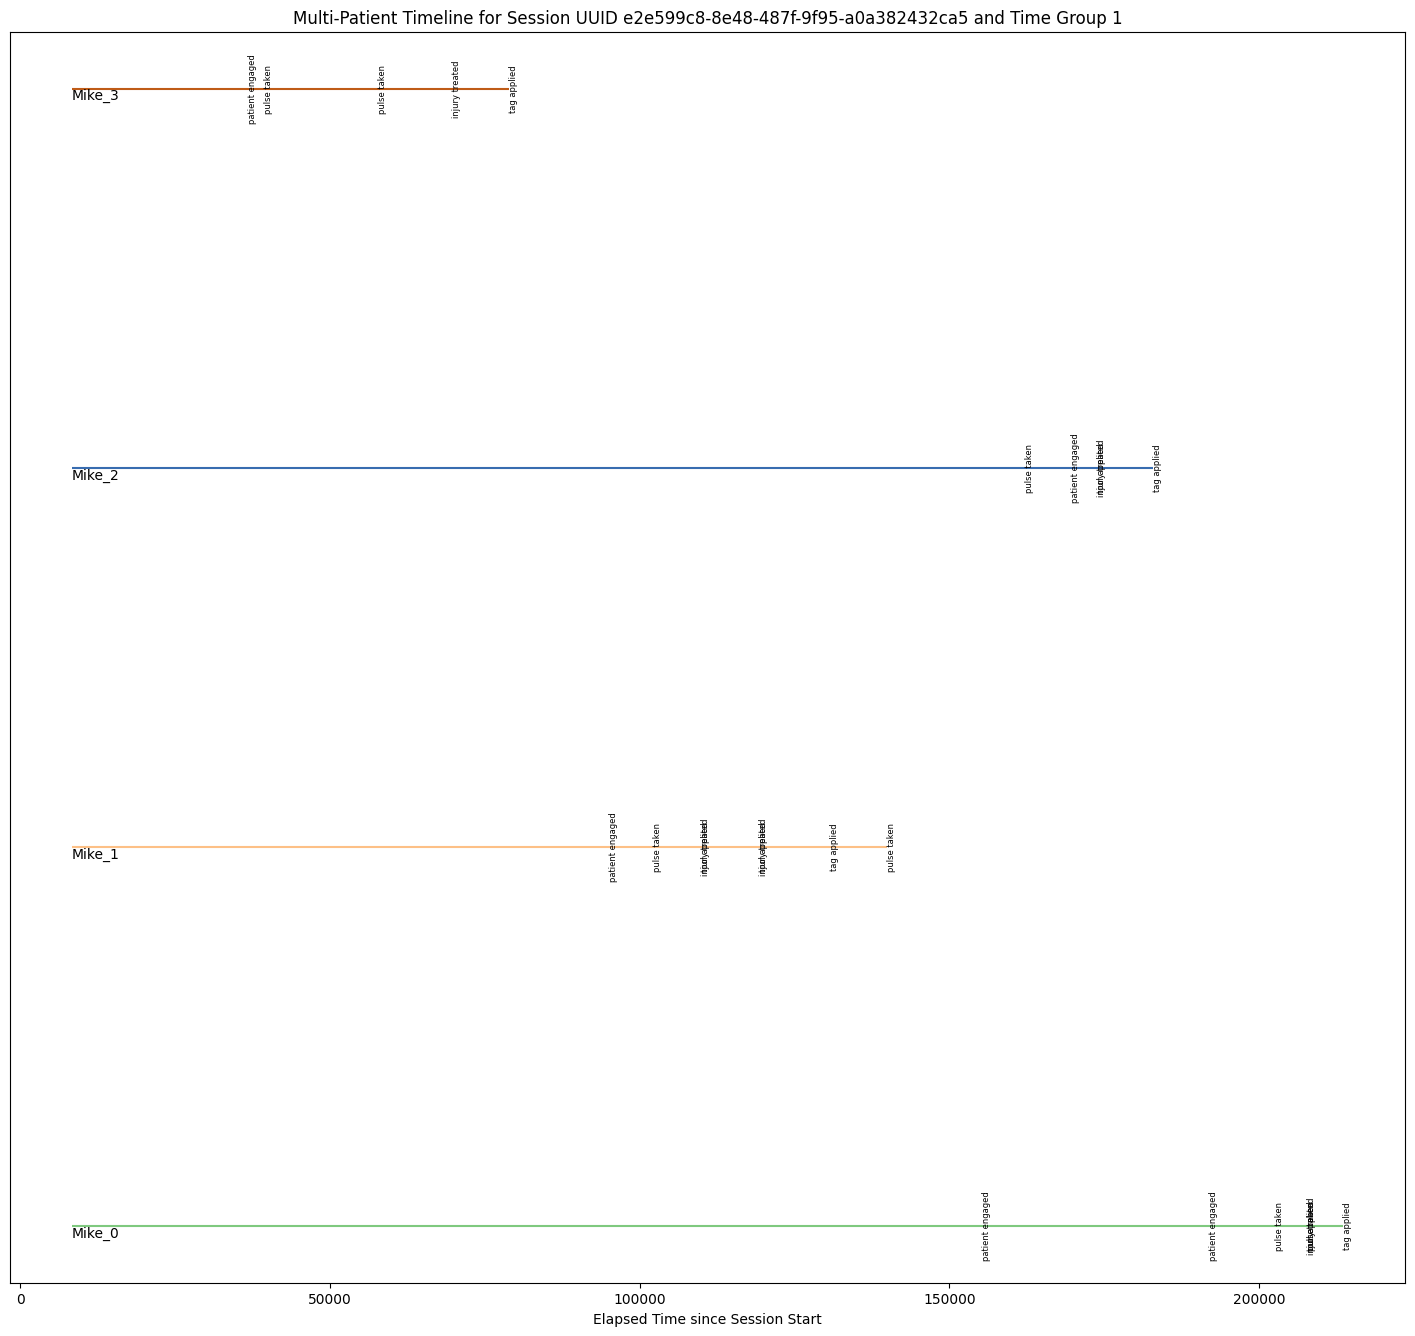 Multi-Patient Timeline for Session UUID e2e599c8-8e48-487f-9f95-a0a382432ca5 and Time Group 1
Mike_3
patient engaged
pulse taken
pulse taken
injury treated
tag applied
Mike_2
pulse taken
patient engaged
tag applied
Mike_1
patient engaged
pulse taken
tag applied
pulse taken
Mike_0
patient engaged
patient engaged
pulse taken
tag applied
0 50000 100000 150000 200000
Elapsed Time since Session Start